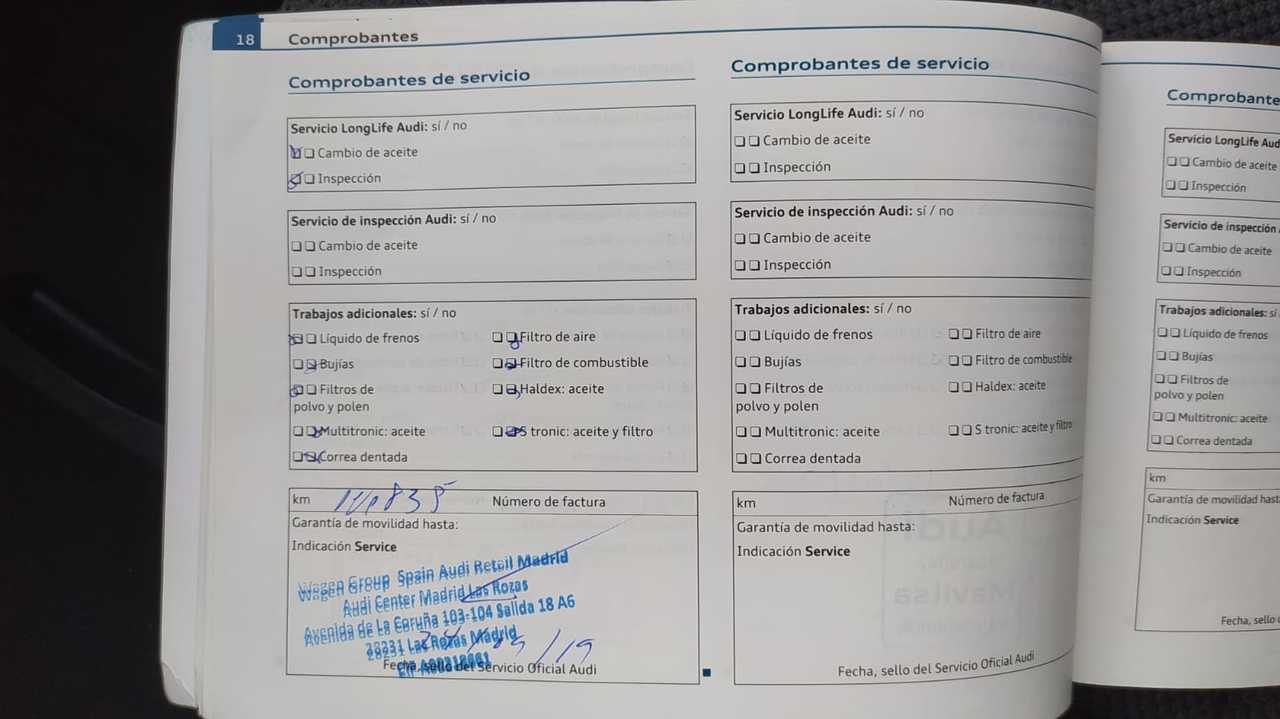 18 Comprobantes
Comprobantes de servicio
Servicio LongLife Audi: sí / no
Cambio de aceite
Inspección
Servicio de inspección Audi: sí / no
Cambio de aceite
Inspección
Trabajos adicionales: sí / no
Líquido de frenos Filtro de aire
Bujías Filtro de combustible
Filtros de Haldex: aceite
polvo y polen
Multitronic: aceite S tronic: aceite y filtro
Correa dentada
km Número de factura
Garantía de movilidad hasta:
Indicación Service
Wagen Group Spain Audi Retail Madrid
Audi Center Madrid Las Rozas
Avenida de La Coruña 103-104 Salida 18 A6
28231 Las Rozas Madrid
Fecha, sello del Servicio Oficial Audi
Comprobantes de servicio
Servicio LongLife Audi: sí / no
Cambio de aceite
Inspección
Servicio de inspección Audi: sí / no
Cambio de aceite
Inspección
Trabajos adicionales: sí / no
Líquido de frenos Filtro de aire
Bujías Filtro de combustible
Filtros de Haldex: aceite
polvo y polen
Multitronic: aceite S tronic: aceite y filtro
Correa dentada
km Número de factura
Garantía de movilidad hasta:
Indicación Service
Fecha, sello del Servicio Oficial Audi
Comprobante
Servicio LongLife Aud
Cambio de aceite
Inspección
Servicio de inspección
Cambio de aceite
Inspección
Trabajos adicionales: sí
Líquido de frenos
Bujías
Filtros de
polvo y polen
Multitronic: aceite
Correa dentada
km
Garantía de movilidad hast
Indicación Service
Fecha, sello